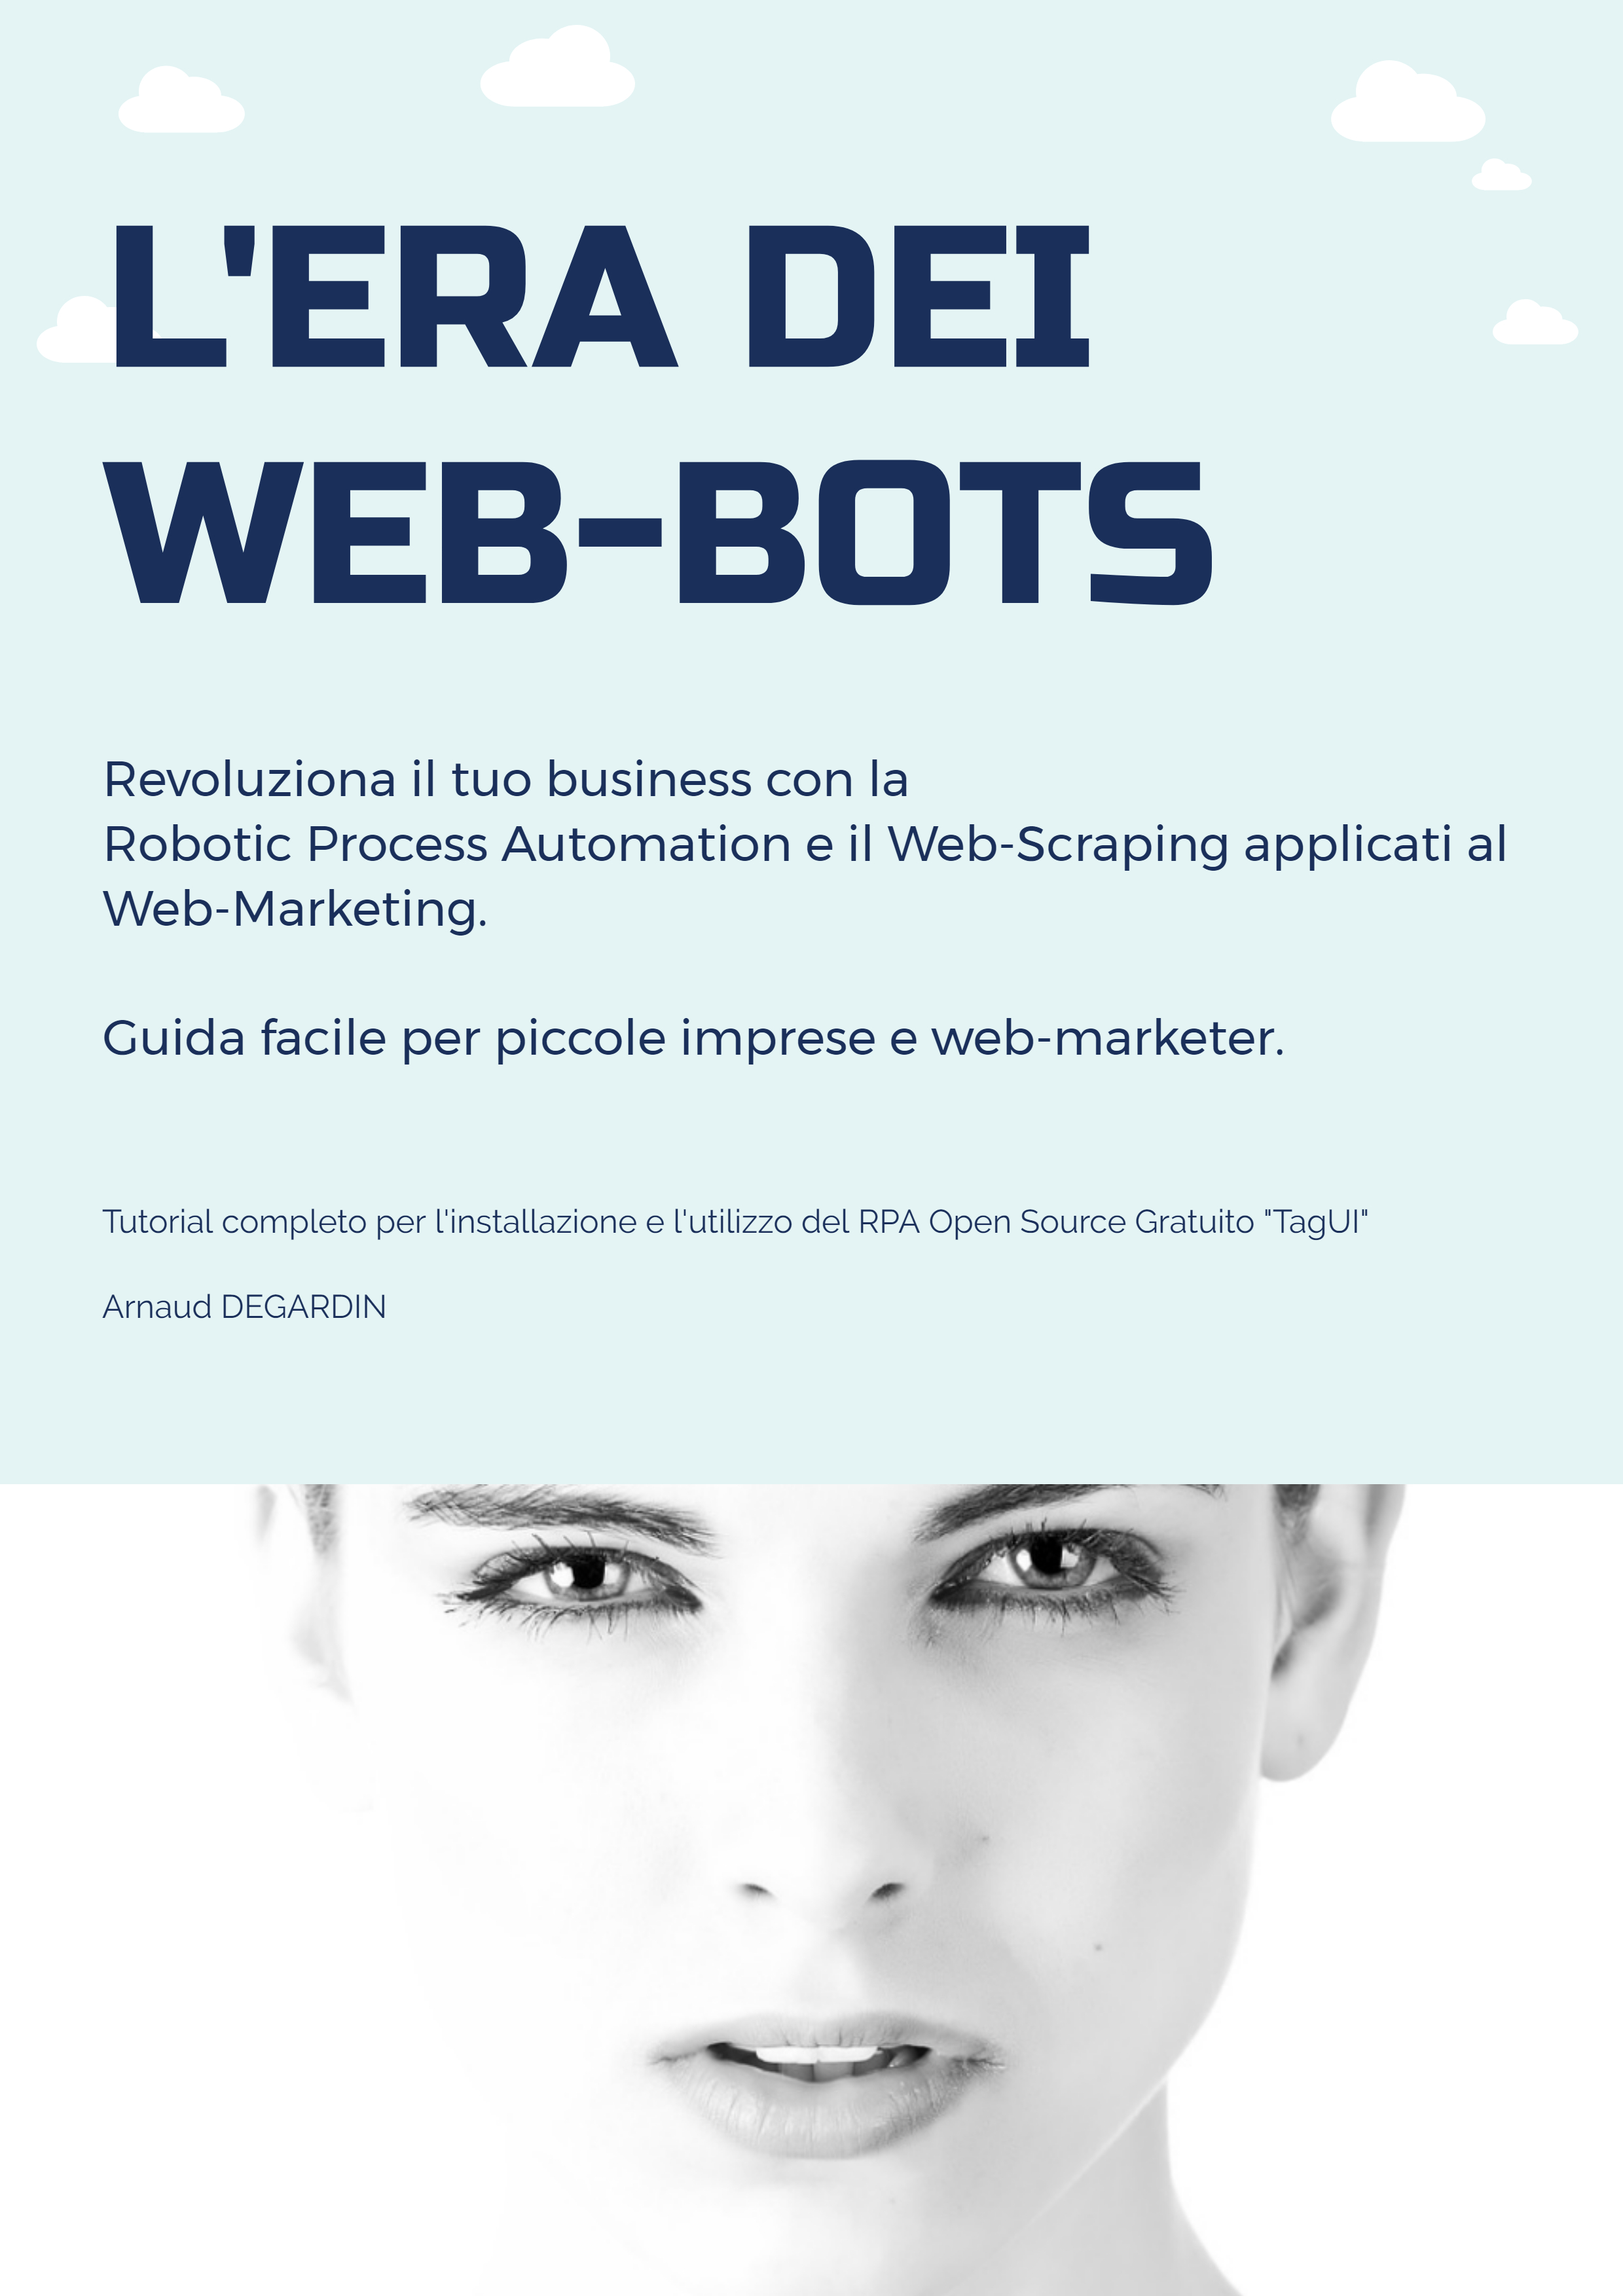 L'ERA DEI
WEB-BOTS
Revoluziona il tuo business con la
Robotic Process Automation e il Web-Scraping applicati al
Web-Marketing.
Guida facile per piccole imprese e web-marketer.
Tutorial completo per l'installazione e l'utilizzo del RPA Open Source Gratuito "TagUI"
Arnaud DEGARDIN